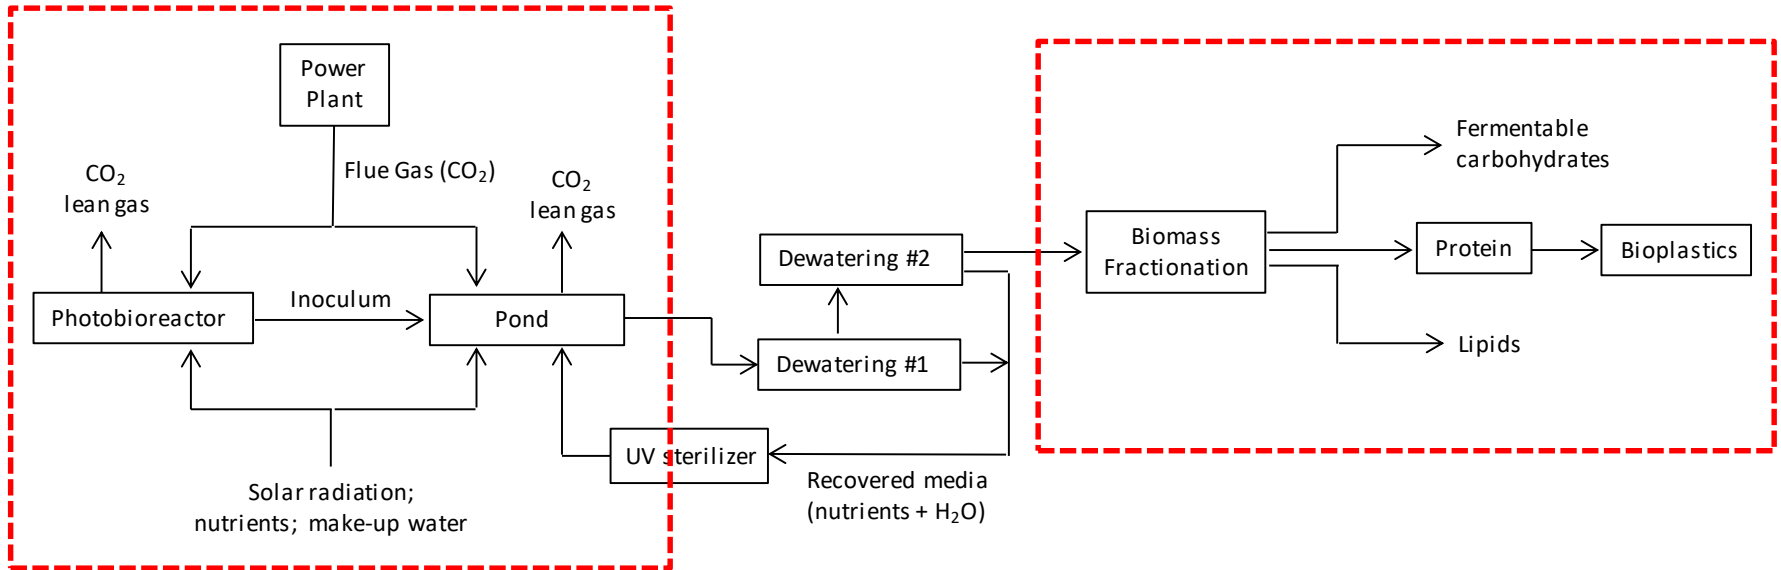 Power
Plant
Flue Gas (CO₂)
CO₂
lean gas
CO₂
lean gas
Photobioreactor
Inoculum
Pond
Solar radiation;
nutrients; make-up water
UV sterilizer
Dewatering #2
Dewatering #1
Recovered media
(nutrients + H₂O)
Biomass
Fractionation
Fermentable
carbohydrates
Protein
Bioplastics
Lipids